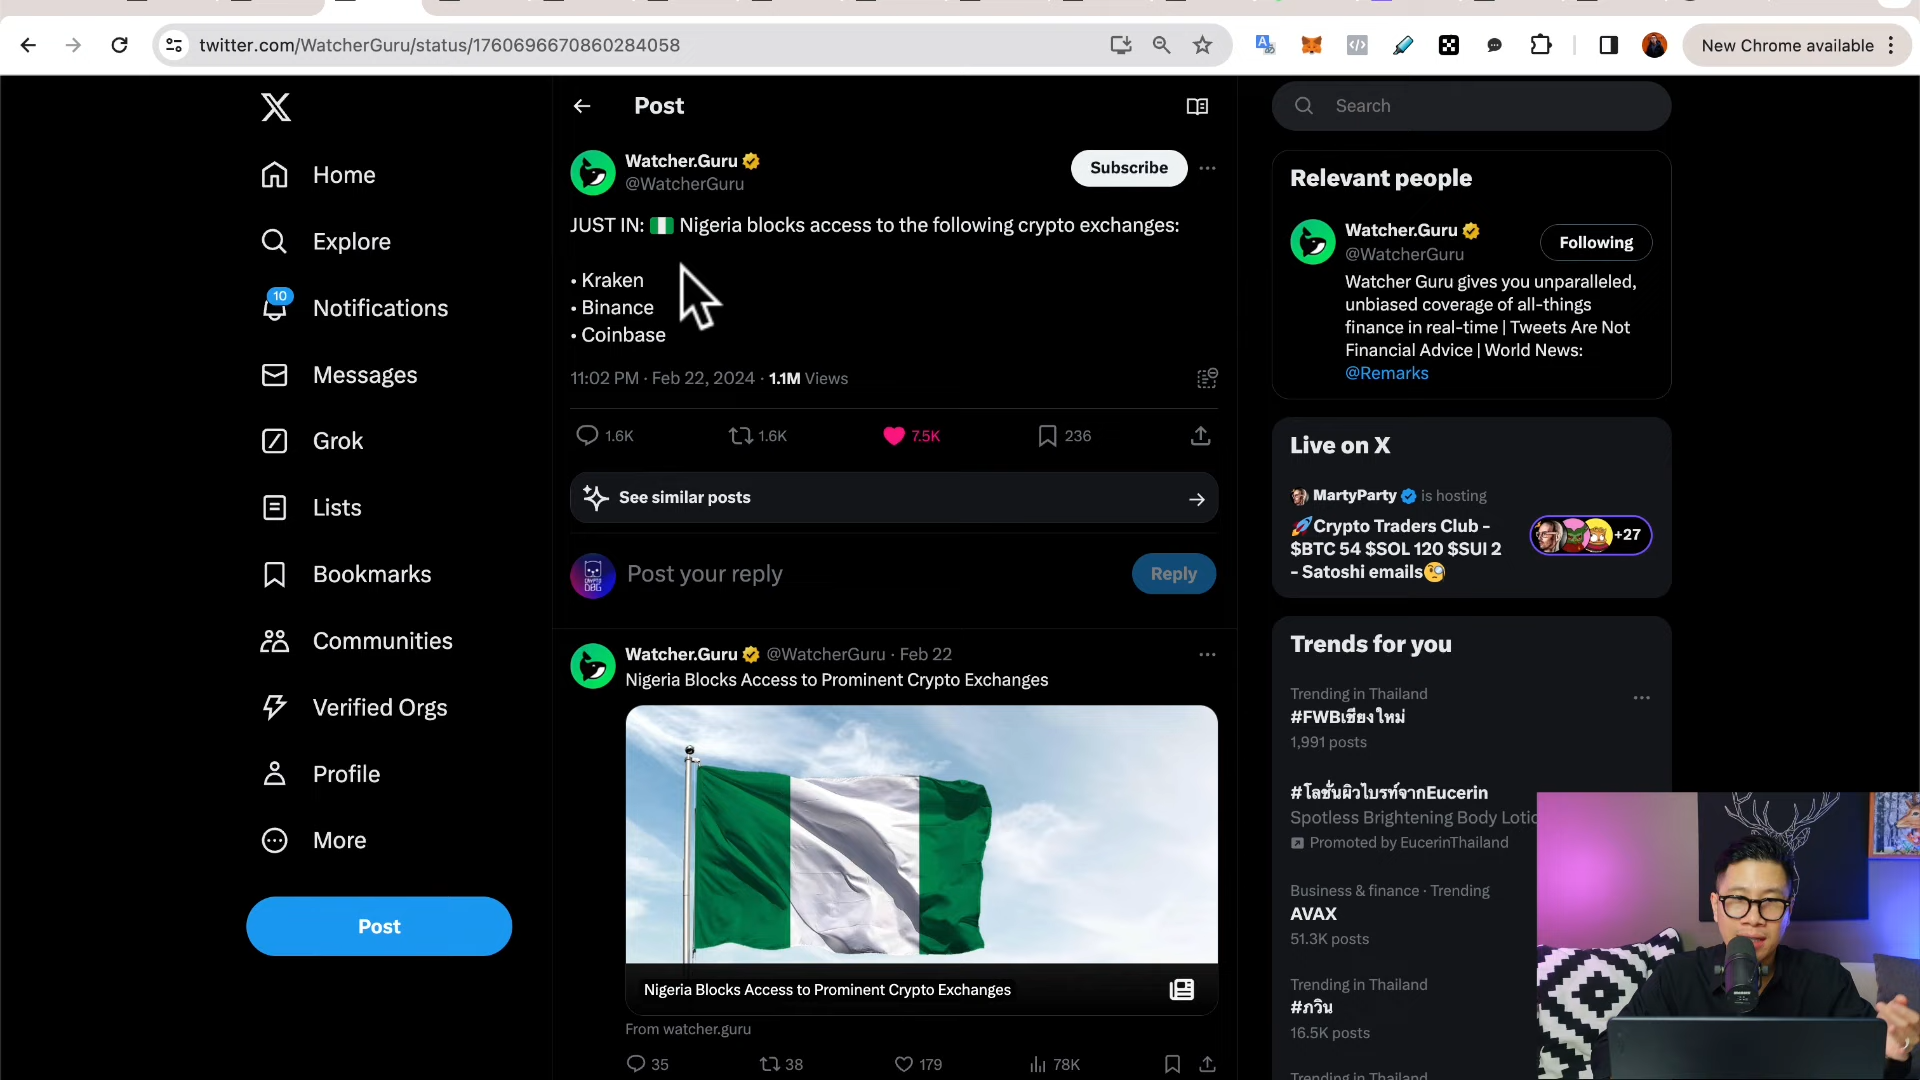 twitter.com/WatcherGuru/status/1760696670860284058
New Chrome available
Home
Explore
10
Notifications
Messages
Grok
Lists
Bookmarks
Communities
Verified Orgs
Profile
More
Post
Post
Watcher.Guru
@WatcherGuru
Subscribe
JUST IN: 🇳🇬 Nigeria blocks access to the following crypto exchanges:
• Kraken
• Binance
• Coinbase
11:02 PM · Feb 22, 2024 · 1.1M Views
1.6K
1.6K
7.5K
236
See similar posts
Post your reply
Reply
Watcher.Guru @WatcherGuru · Feb 22
Nigeria Blocks Access to Prominent Crypto Exchanges
Nigeria Blocks Access to Prominent Crypto Exchanges
From watcher.guru
35
38
179
78K
Search
Relevant people
Watcher.Guru
@WatcherGuru
Following
Watcher Guru gives you unparalleled,
unbiased coverage of all-things
finance in real-time | Tweets Are Not
Financial Advice | World News:
@Remarks
Live on X
MartyParty is hosting
🚀Crypto Traders Club -
$BTC 54 $SOL 120 $SUI 2
- Satoshi emails🧐
+27
Trends for you
Trending in Thailand
#FWBเชียงใหม่
1,991 posts
#โลชั่นผิวไบรท์จากEucerin
Spotless Brightening Body Lotio
Promoted by EucerinThailand
Business & finance · Trending
AVAX
51.3K posts
Trending in Thailand
#ภวิน
16.5K posts
Trending in Thailand